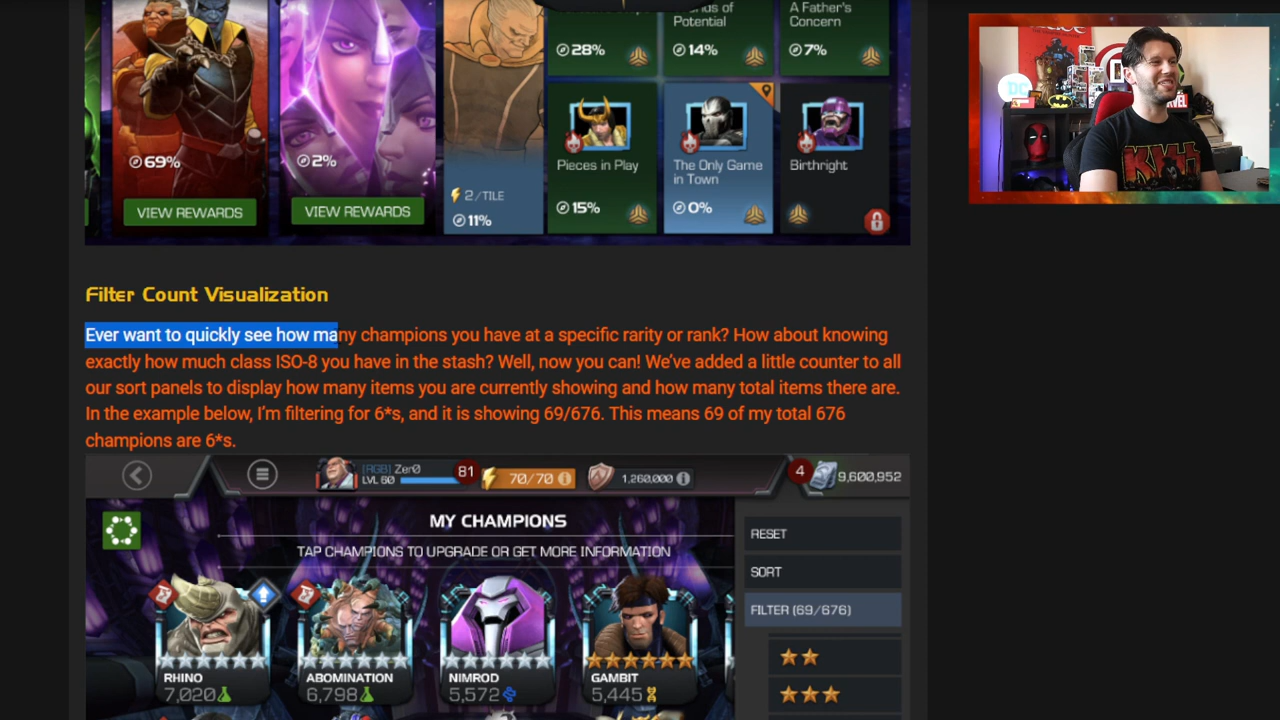 Potential
A Father's
Concern
28%
14%
7%
69%
2%
Pieces in Play
The Only Game
in Town
Birthright
2/TILE
VIEW REWARDS
VIEW REWARDS
11%
15%
0%
DC
MARVEL
KISS
Filter Count Visualization
Ever want to quickly see how many champions you have at a specific rarity or rank? How about knowing
exactly how much class ISO-8 you have in the stash? Well, now you can! We've added a little counter to all
our sort panels to display how many items you are currently showing and how many total items there are.
In the example below, I'm filtering for 6*s, and it is showing 69/676. This means 69 of my total 676
champions are 6*s.
[RGB] Zer0
LVL 60
81
70/70
1,260,000
4
9,600,952
MY CHAMPIONS
TAP CHAMPIONS TO UPGRADE OR GET MORE INFORMATION
RESET
SORT
FILTER (69/676)
RHINO
7,020
ABOMINATION
6,798
NIMROD
5,572
GAMBIT
5,445